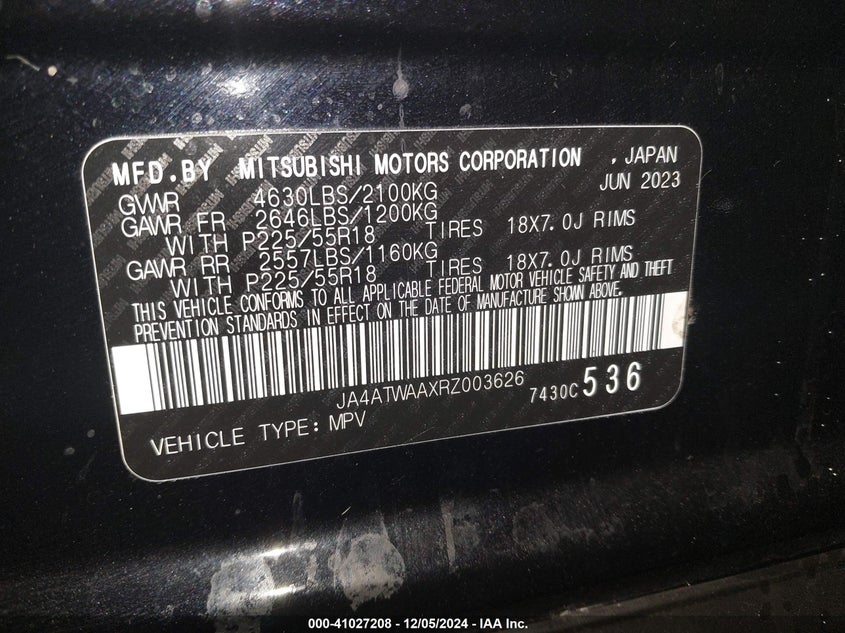 MFD.BY MITSUBISHI MOTORS CORPORATION , JAPAN
JUN 2023
GVWR 4630LBS/2100KG
GAWR FR 2646LBS/1200KG
WITH P225/55R18 TIRES 18X7.0J RIMS
GAWR RR 2557LBS/1160KG
WITH P225/55R18 TIRES 18X7.0J RIMS
THIS VEHICLE CONFORMS TO ALL APPLICABLE FEDERAL MOTOR VEHICLE SAFETY AND THEFT
PREVENTION STANDARDS IN EFFECT ON THE DATE OF MANUFACTURE SHOWN ABOVE.
JA4ATWAAXRZ003626
7430C 536
VEHICLE TYPE: MPV
000-41027208 - 12/05/2024 - IAA Inc.